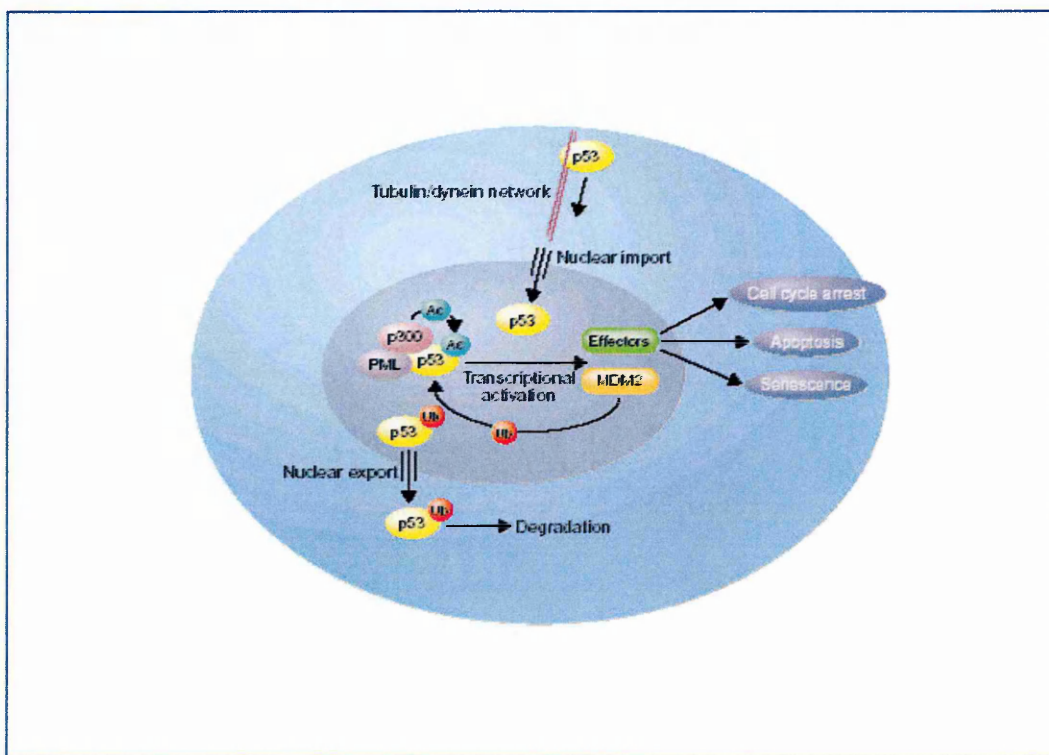 p53
Tubulin/dynein network
Nuclear import
Cell cycle arrest
Ac
p53
p300
Ac
Effectors
Apoptosis
PML
p53
Transcriptional
activation
MDM2
Senescence
Ub
p53
Ub
Nuclear export
p53
Ub
Degradation